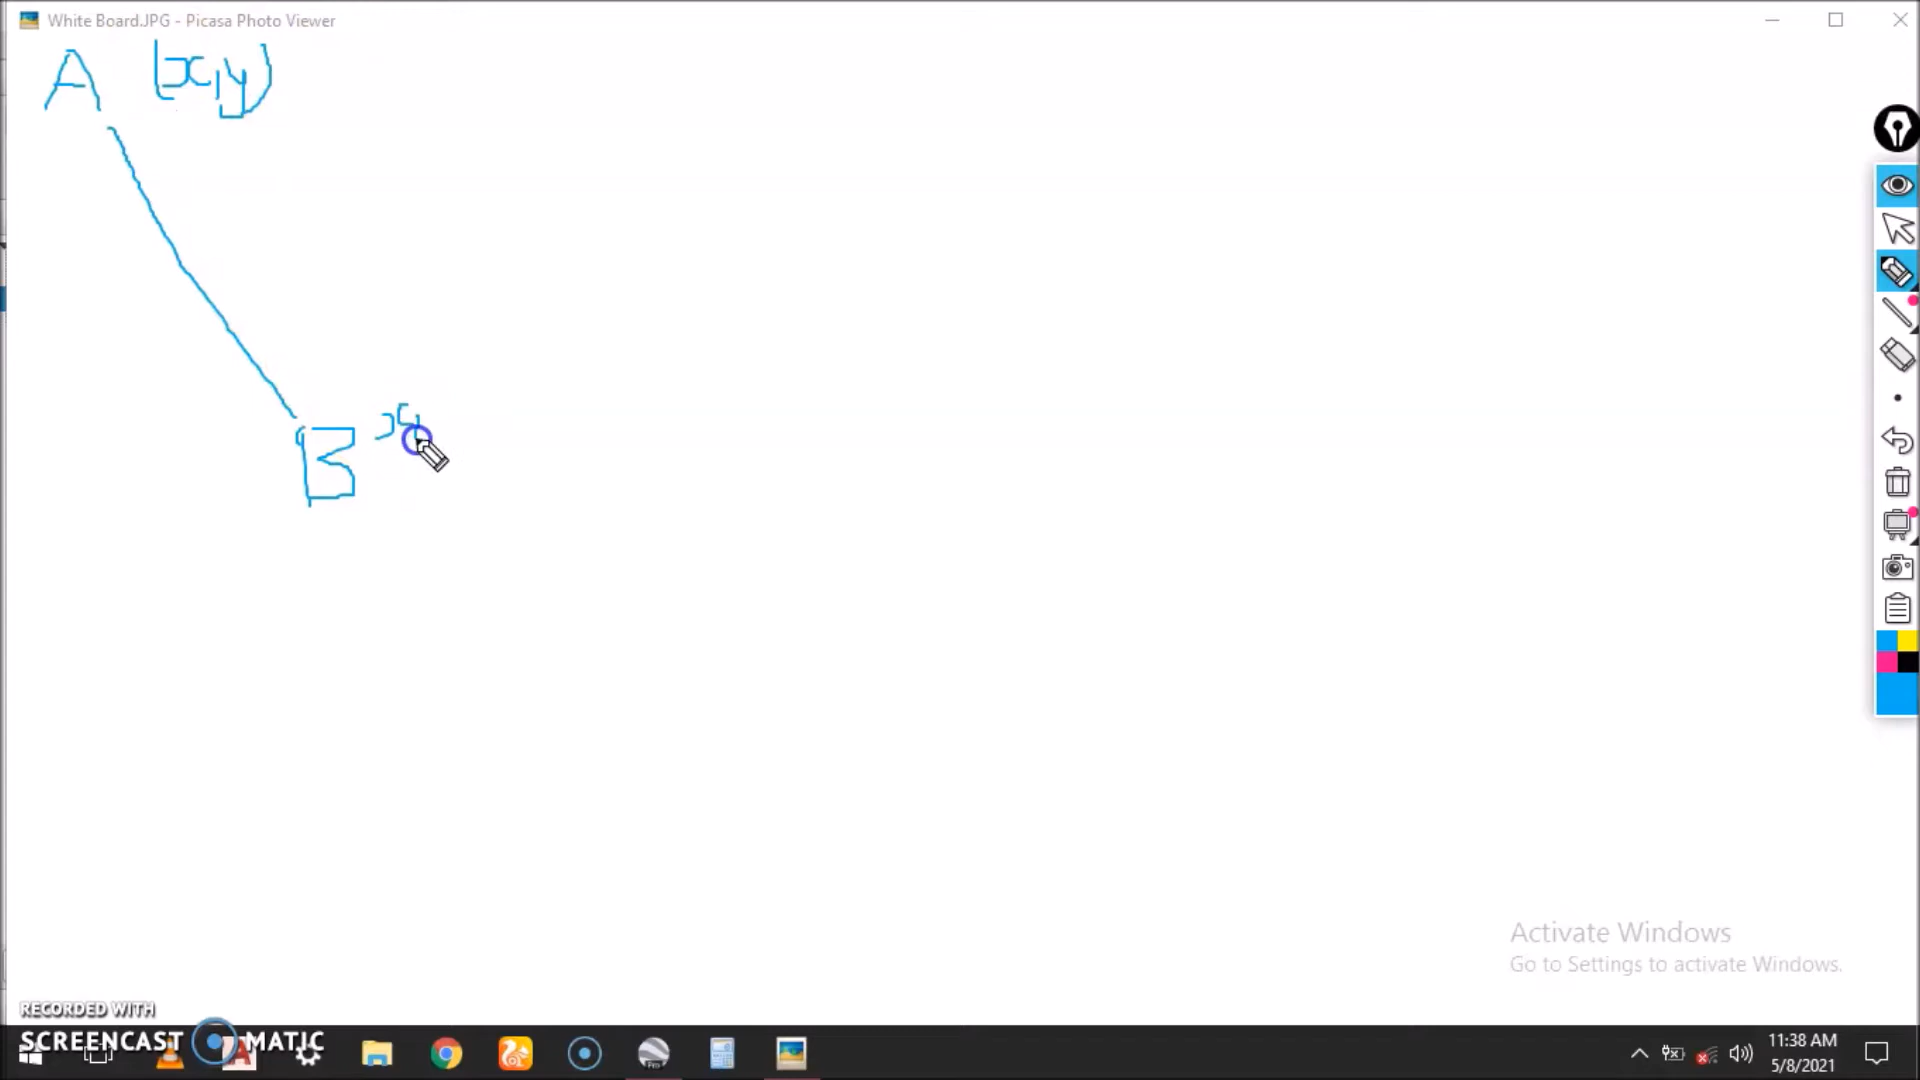 White Board.JPG - Picasa Photo Viewer
A (x,y)
B x
Activate Windows
Go to Settings to activate Windows.
RECORDED WITH
SCREENCAST MATIC
11:38 AM
5/8/2021